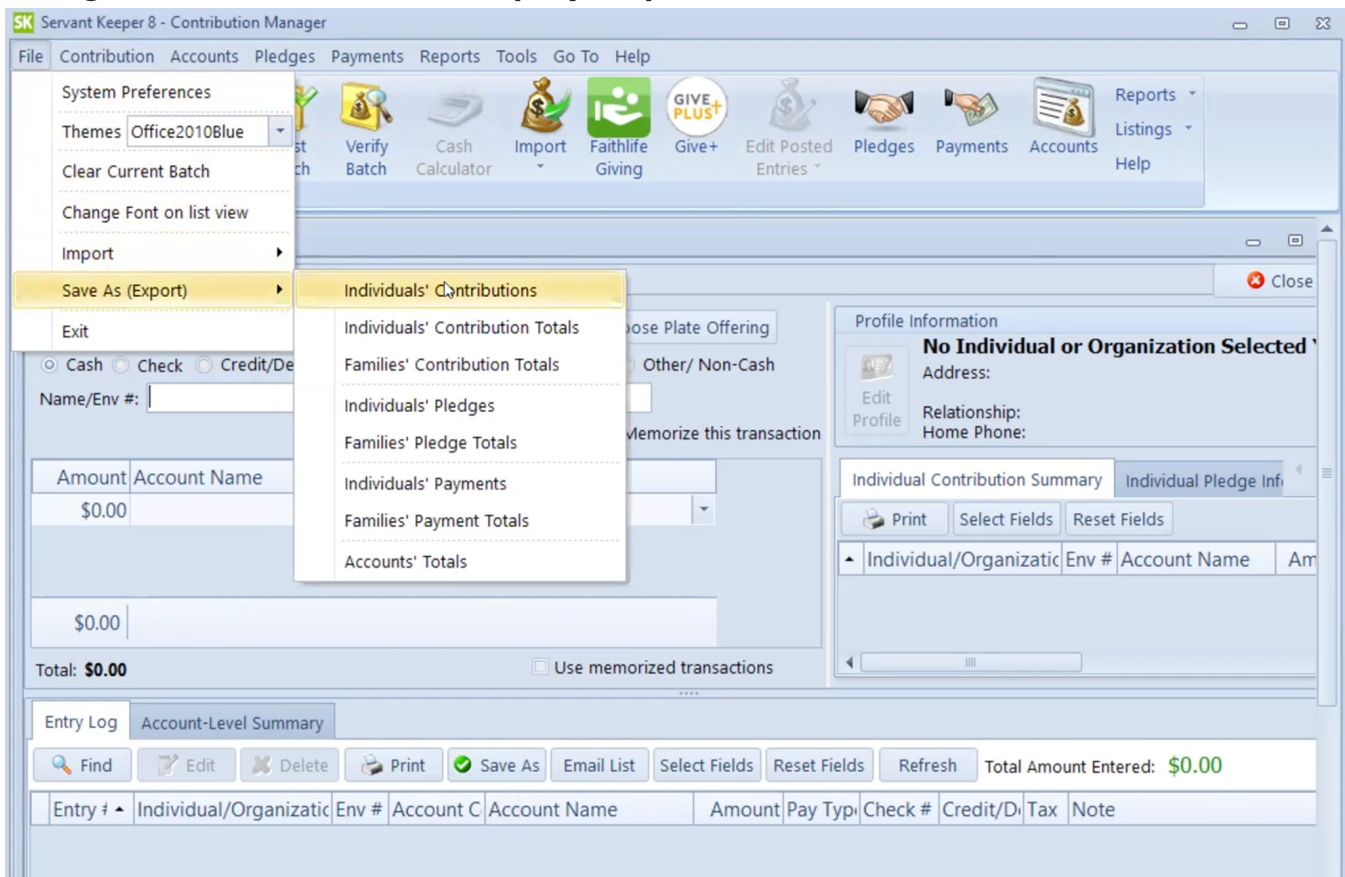 Servant Keeper 8 - Contribution Manager
File Contribution Accounts Pledges Payments Reports Tools Go To Help
System Preferences
Themes Office2010Blue
Clear Current Batch
Change Font on list view
Import
Save As (Export)
Exit
Individuals' Contributions
Individuals' Contribution Totals
Families' Contribution Totals
Individuals' Pledges
Families' Pledge Totals
Individuals' Payments
Families' Payment Totals
Accounts' Totals
Verify Batch
Cash Calculator
Import
Faithlife Giving
GIVE PLUS+
Give+
Edit Posted Entries
Pledges
Payments
Accounts
Reports
Listings
Help
Close
Plate Offering
Cash Check Credit/De
Other/ Non-Cash
Name/Env #:
Memorize this transaction
Amount Account Name
$0.00
$0.00
Total: $0.00
Use memorized transactions
Profile Information
No Individual or Organization Selected
Address:
Edit Profile
Relationship:
Home Phone:
Individual Contribution Summary Individual Pledge Inf
Print Select Fields Reset Fields
Individual/Organizatic Env # Account Name Am
Entry Log Account-Level Summary
Find Edit Delete Print Save As Email List Select Fields Reset Fields Refresh Total Amount Entered: $0.00
Entry # Individual/Organizatic Env # Account C Account Name Amount Pay Typ Check # Credit/D Tax Note